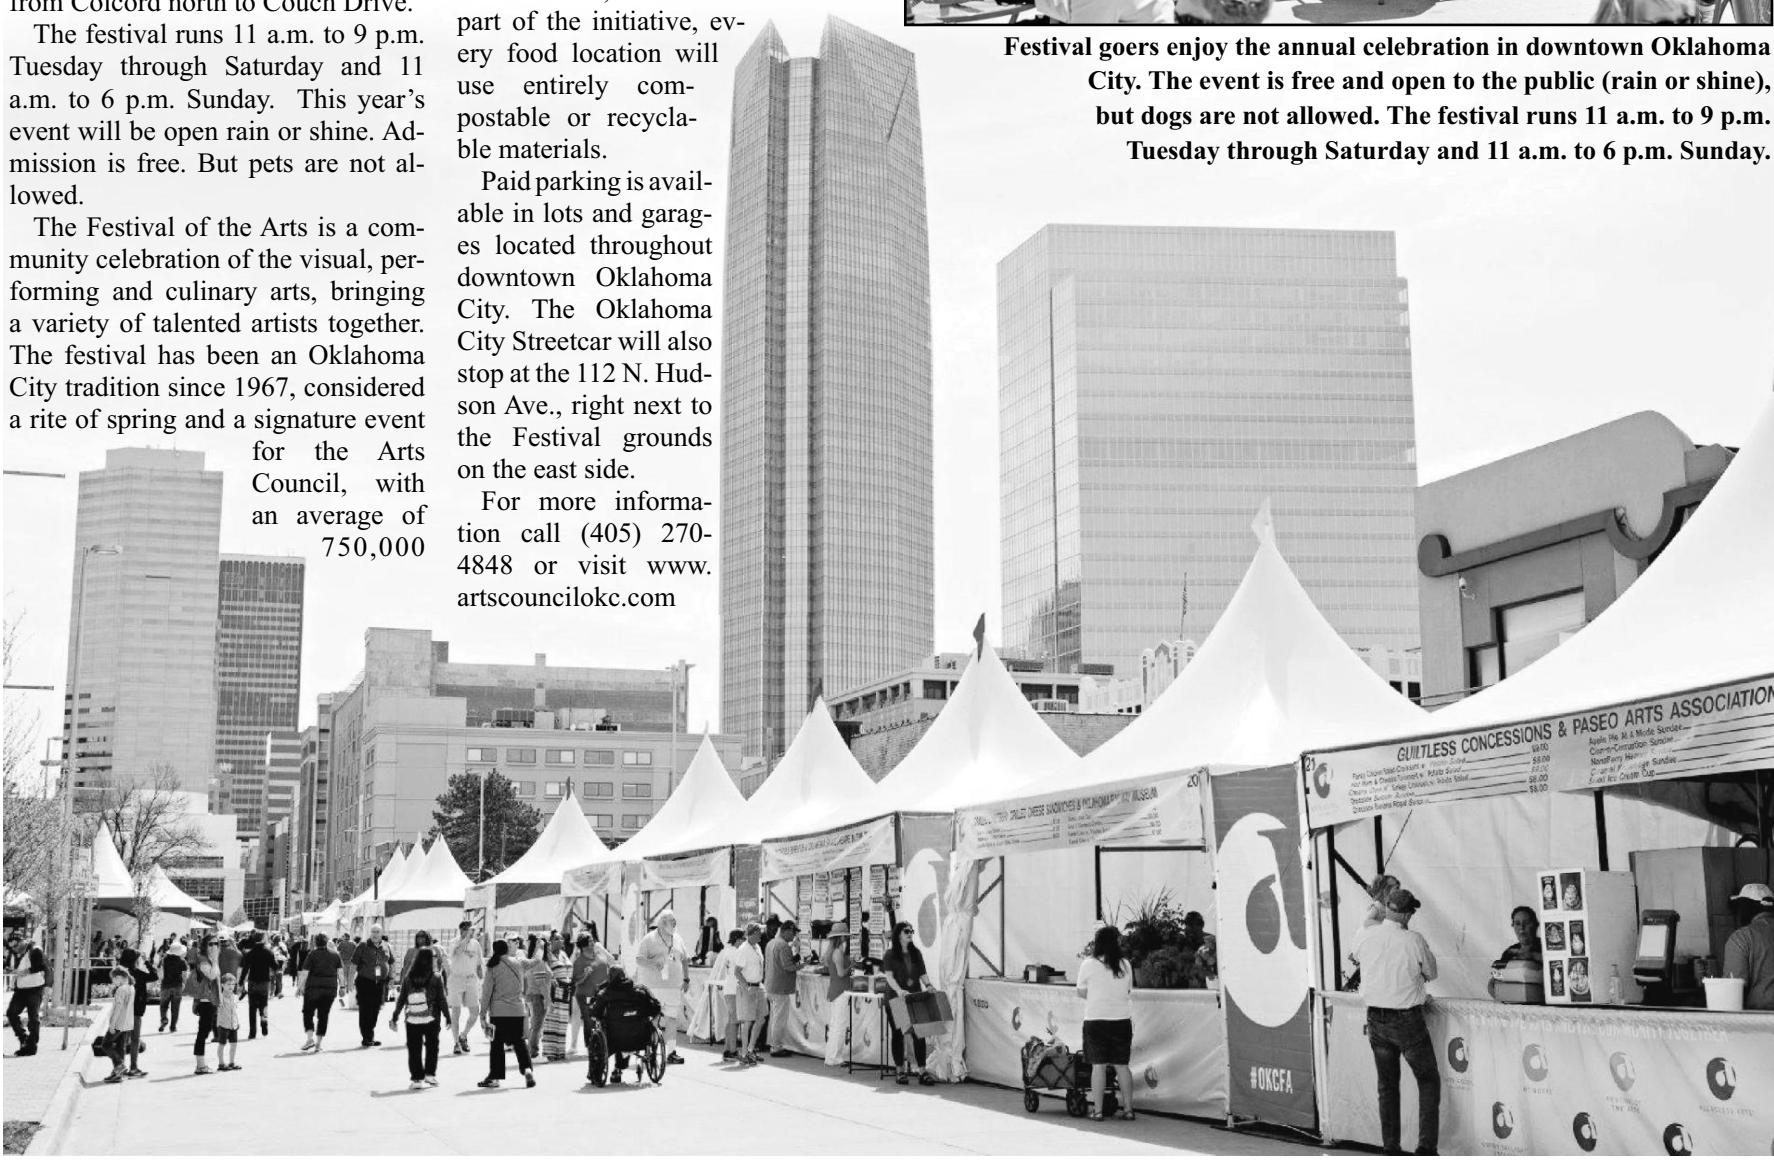 from Colcord north to Couch Drive.
The festival runs 11 a.m. to 9 p.m.
Tuesday through Saturday and 11
a.m. to 6 p.m. Sunday. This year’s
event will be open rain or shine. Ad-
mission is free. But pets are not al-
lowed.
The Festival of the Arts is a com-
munity celebration of the visual, per-
forming and culinary arts, bringing
a variety of talented artists together.
The festival has been an Oklahoma
City tradition since 1967, considered
a rite of spring and a signature event
for the Arts
Council, with
an average of
750,000
part of the initiative, ev-
ery food location will
use entirely com-
postable or recycla-
ble materials.
Paid parking is avail-
able in lots and garag-
es located throughout
downtown Oklahoma
City. The Oklahoma
City Streetcar will also
stop at the 112 N. Hud-
son Ave., right next to
the Festival grounds
on the east side.
For more informa-
tion call (405) 270-
4848 or visit www.
artscouncilokc.com
Festival goers enjoy the annual celebration in downtown Oklahoma
City. The event is free and open to the public (rain or shine),
but dogs are not allowed. The festival runs 11 a.m. to 9 p.m.
Tuesday through Saturday and 11 a.m. to 6 p.m. Sunday.
GUILTLESS CONCESSIONS & PASEO ARTS ASSOCIATION
21
20
GRILLED CHEESE SANDWICHES & OKLAHOMA RAILWAY MUSEUM
#OKCFA